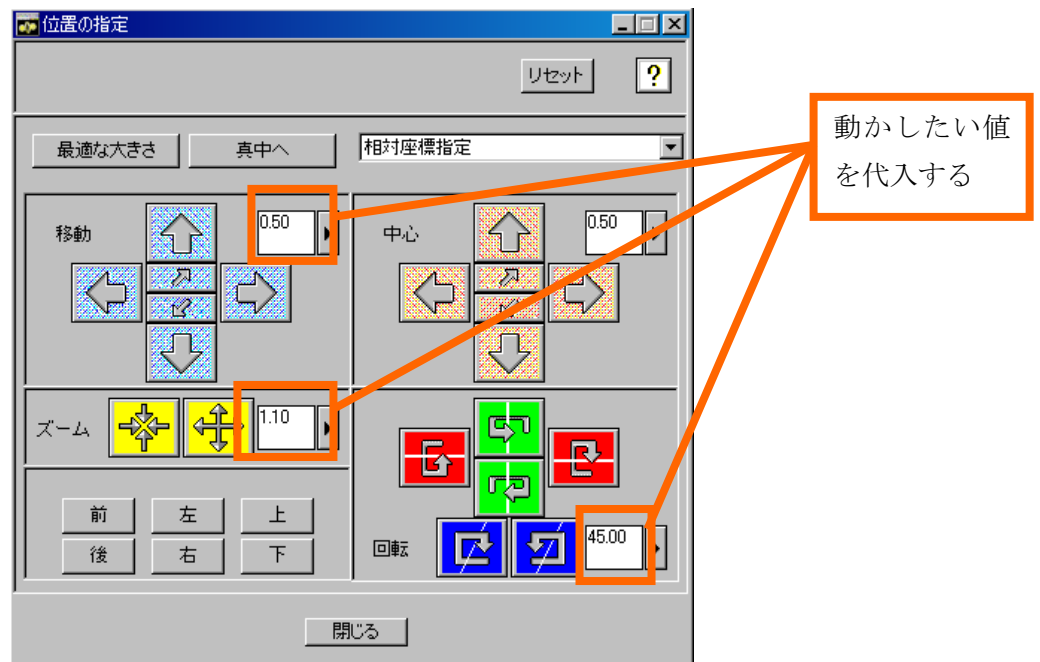 位置の指定
リセット
?
最適な大きさ
真中へ
相対座標指定
動かしたい値
を代入する
移動
0.50
中心
0.50
ズーム
1.10
前
左
上
後
右
下
回転
45.00
閉じる